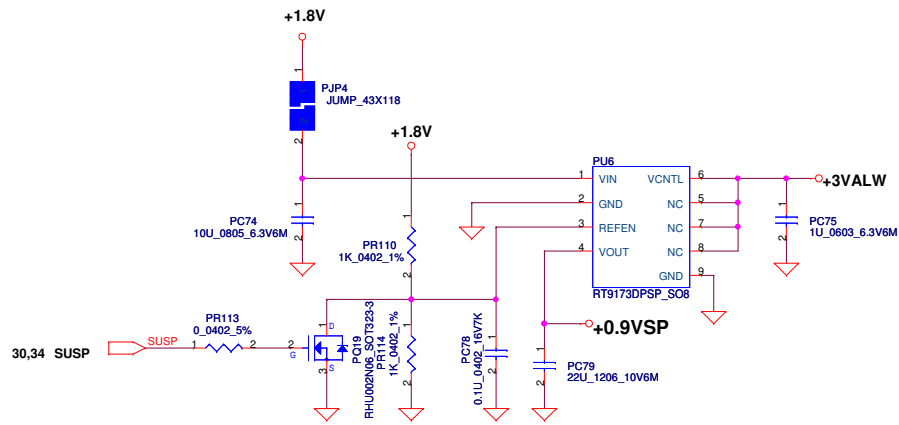 +1.8V
1
PJP4
JUMP_43X118
1
2
2
+1.8V
PU6
1 VIN VCNTL 6
+3VALW
2 GND NC 5
3 REFEN NC 7
4 VOUT NC 8
GND 9
RT9173DPSP_SO8
1
PC74
10U_0805_6.3V6M
2
1
PC75
1U_0603_6.3V6M
2
1
PR110
1K_0402_1%
2
+0.9VSP
1
PC79
22U_1206_10V6M
2
PR113
0_0402_5%
30,34 SUSP
SUSP
1 2
2
G
1
D
S
3
PQ19
RHU002N06_SOT323-3
PR114
1K_0402_1%
1
2
PC78
0.1U_0402_16V7K
1
2